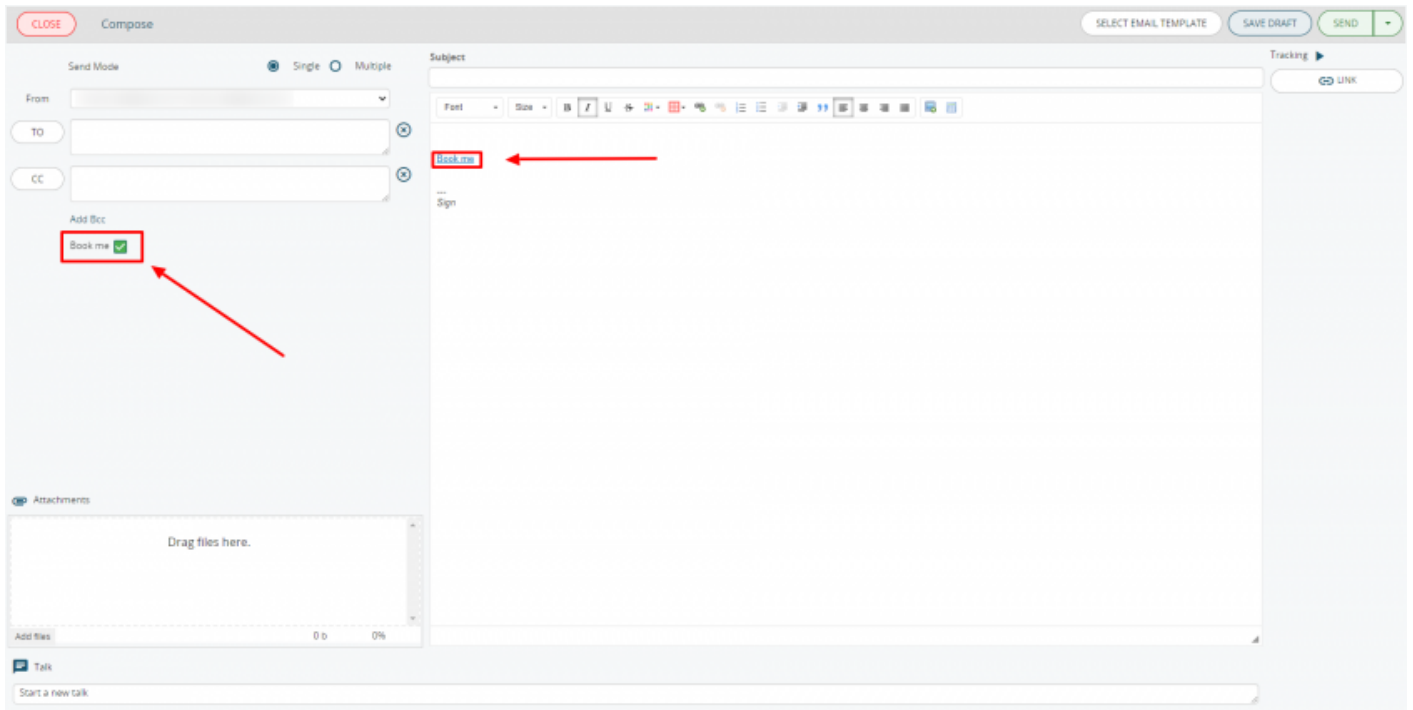 CLOSE Compose SELECT EMAIL TEMPLATE SAVE DRAFT SEND
Send Mode Single Multiple
From
TO
CC
Add Bcc
Book me
Subject
Font Size B I U S
Book me
---
Sign
Tracking
LINK
Attachments
Drag files here.
Add files 0 b 0%
Talk
Start a new talk